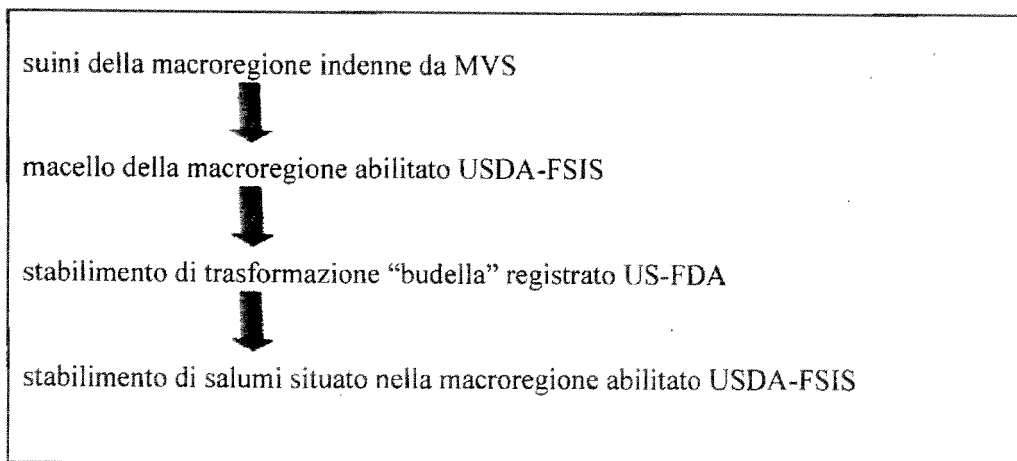 suini della macroregione indenne da MVS
macello della macroregione abilitato USDA-FSIS
stabilimento di trasformazione “budella” registrato US-FDA
stabilimento di salumi situato nella macroregione abilitato USDA-FSIS